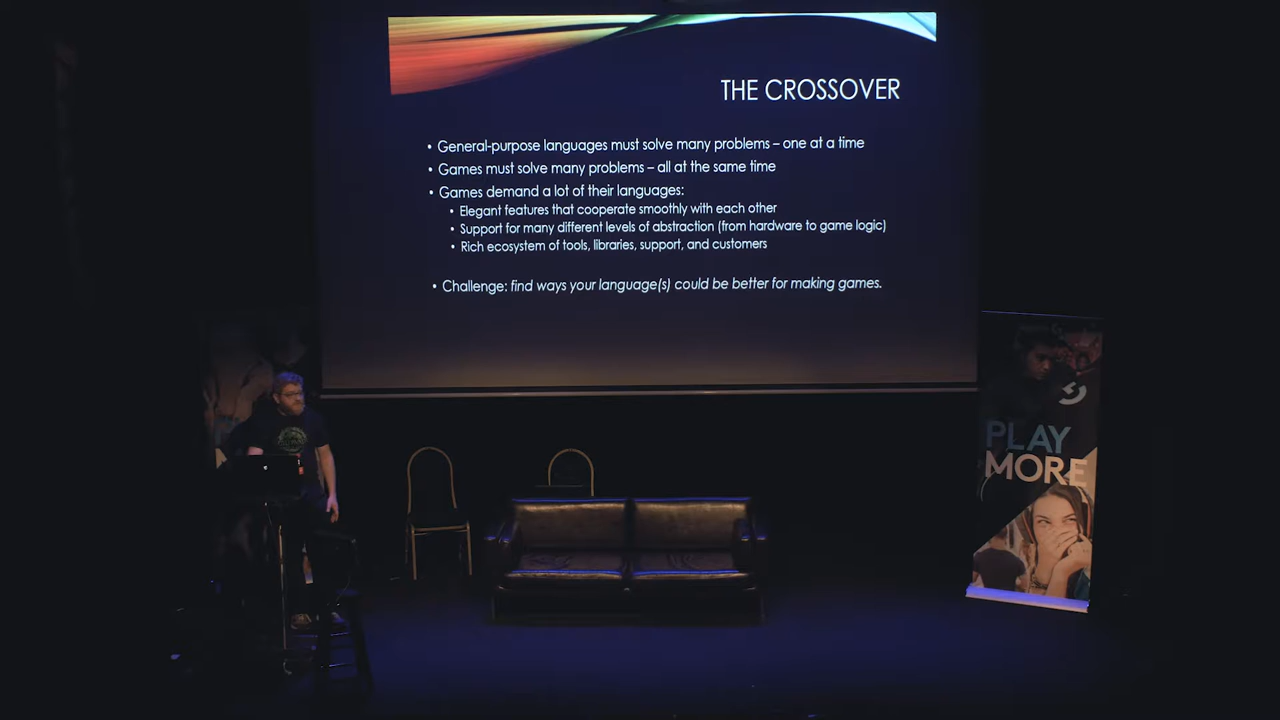 THE CROSSOVER
• General-purpose languages must solve many problems – one at a time
• Games must solve many problems – all at the same time
• Games demand a lot of their languages:
• Elegant features that cooperate smoothly with each other
• Support for many different levels of abstraction (from hardware to game logic)
• Rich ecosystem of tools, libraries, support, and customers
• Challenge: find ways your language(s) could be better for making games.
PLAY
MORE